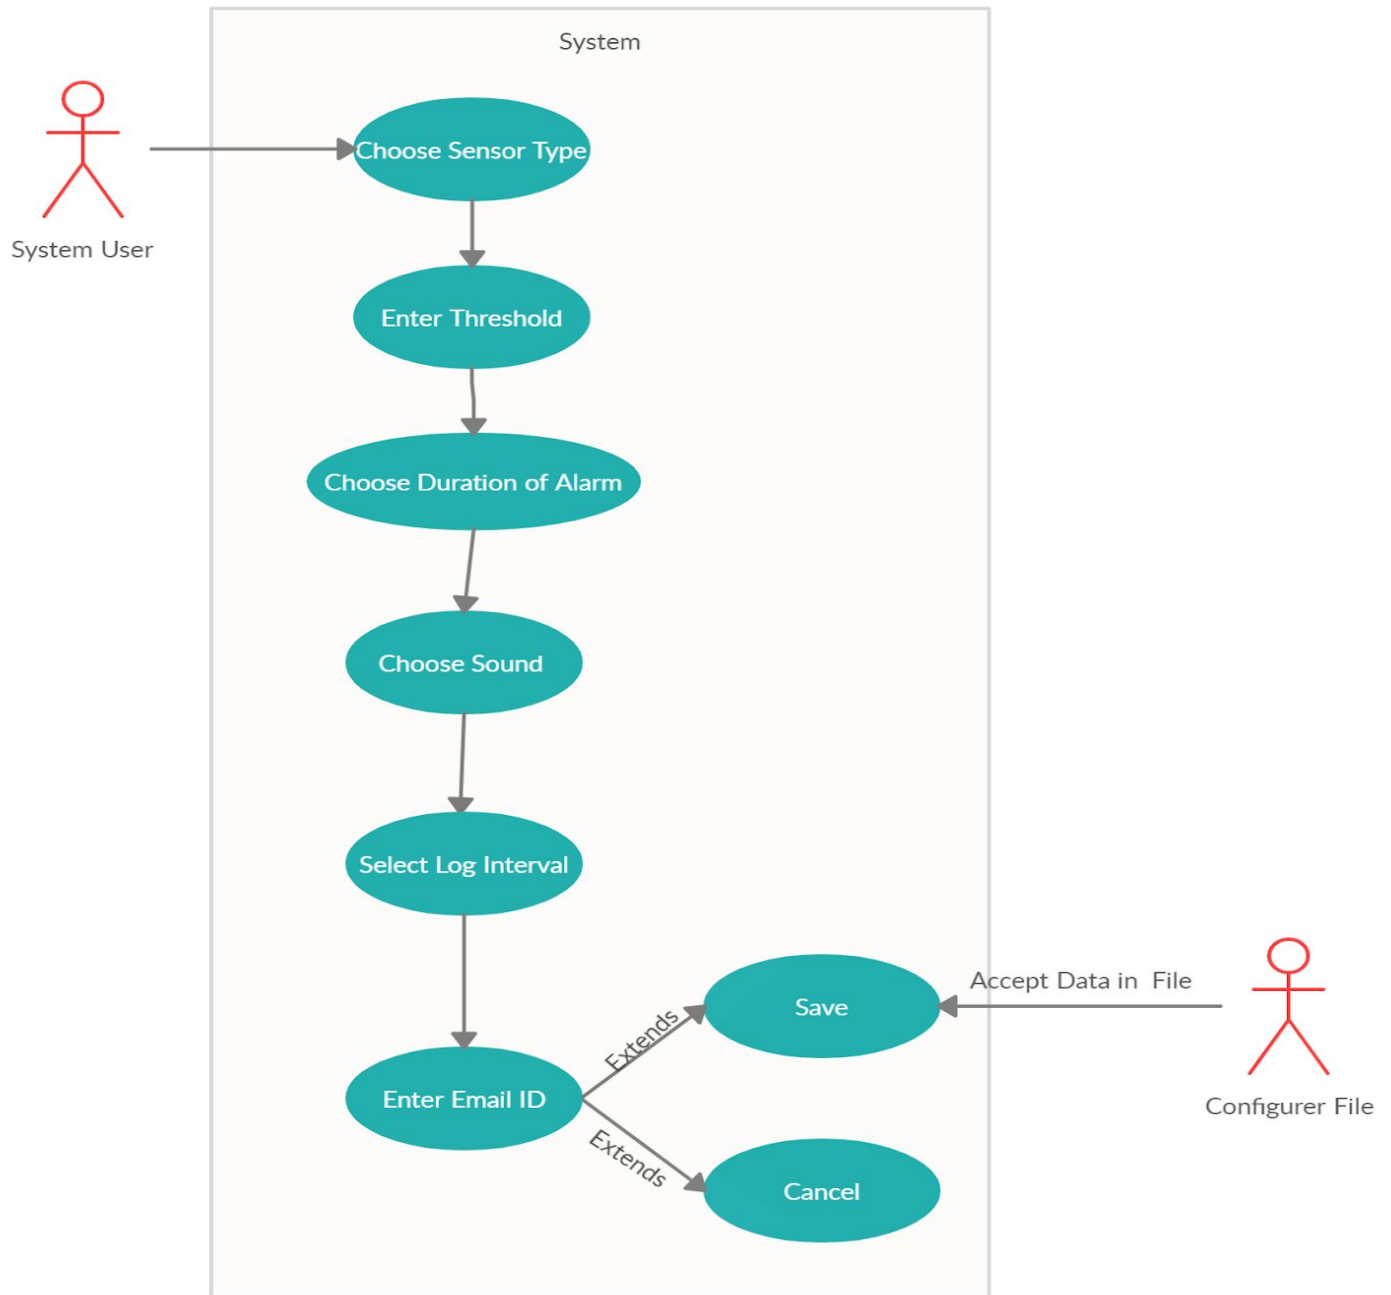 System
Choose Sensor Type
System User
Enter Threshold
Choose Duration of Alarm
Choose Sound
Select Log Interval
Accept Data in  File
Save
Extends
Enter Email ID
Configurer File
Extends
Cancel